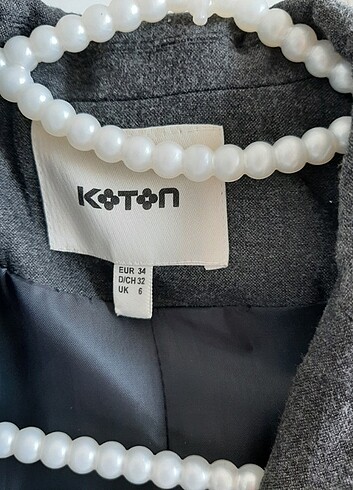 KOTON
EUR 34
D/CH 32
UK 6